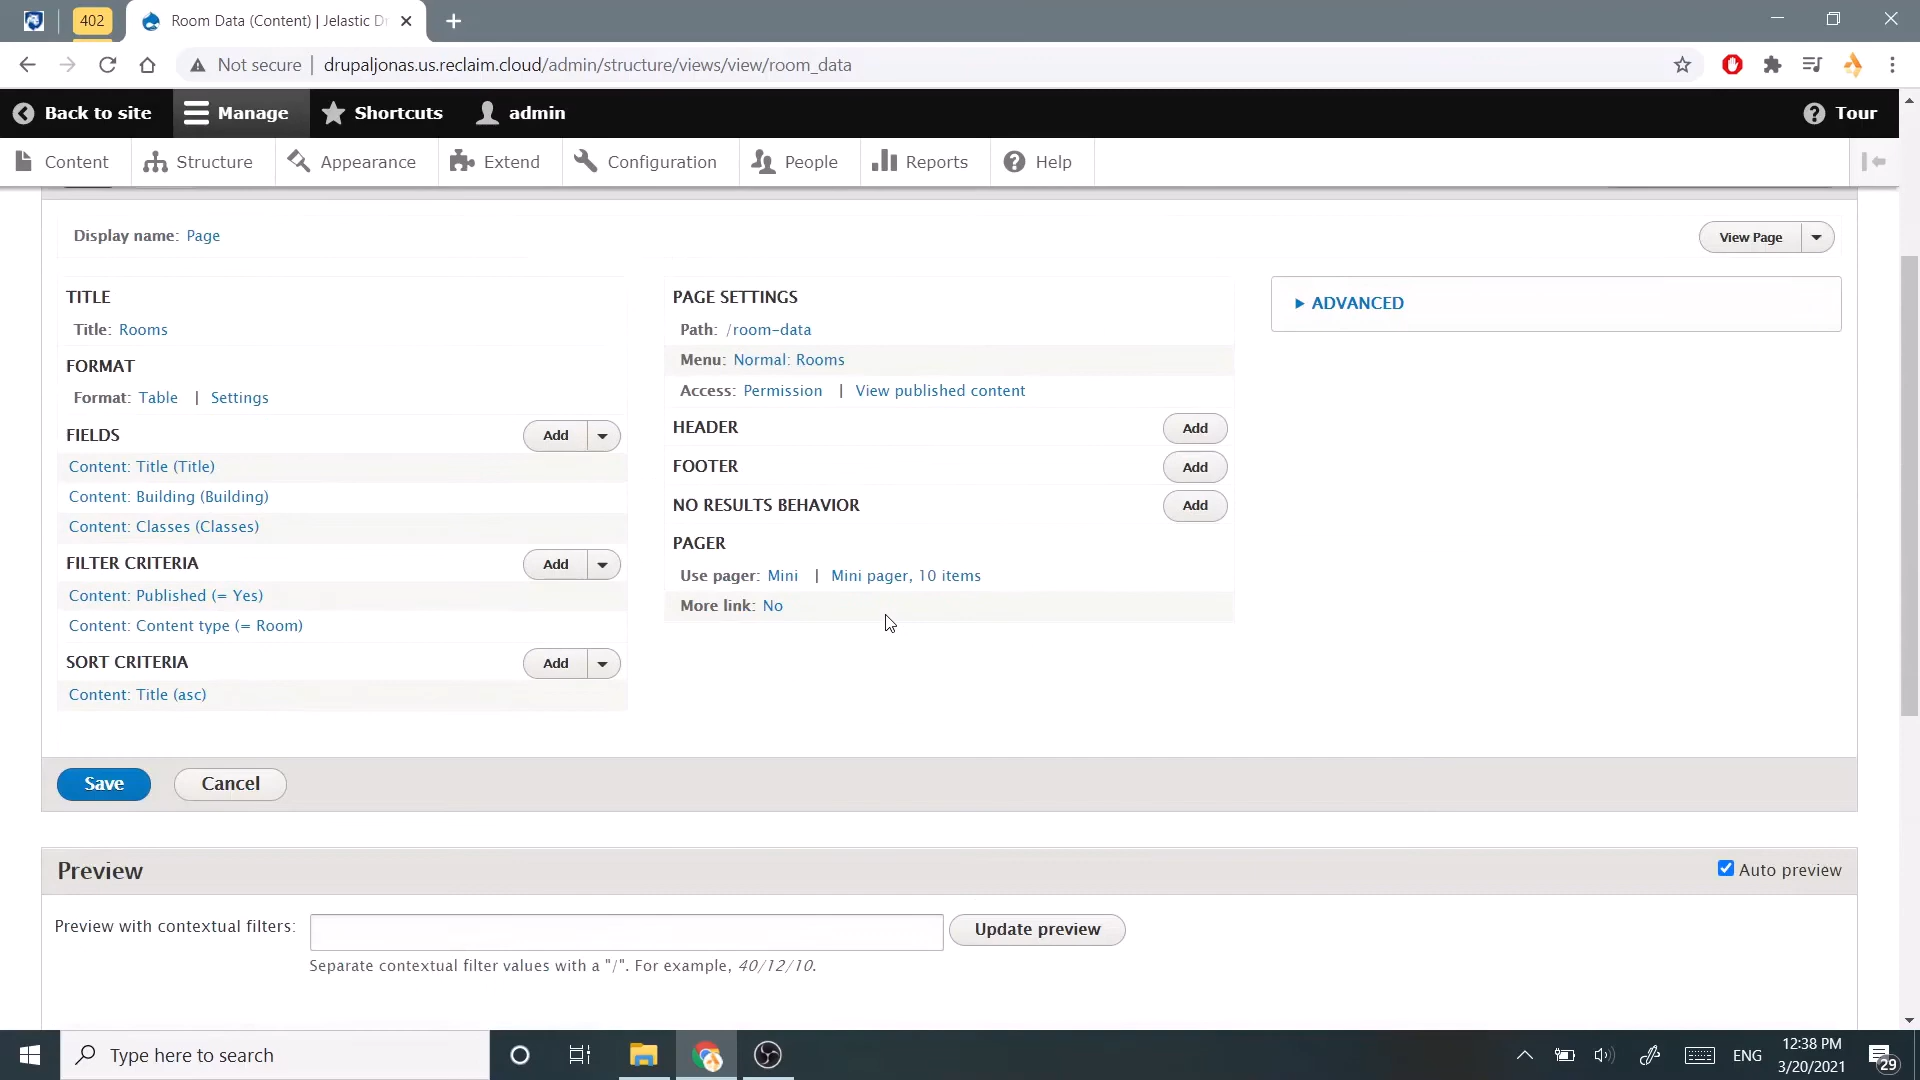 402
Room Data (Content) | Jelastic Dr
Not secure | drupaljonas.us.reclaim.cloud/admin/structure/views/view/room_data
Back to site Manage Shortcuts admin Tour
Content Structure Appearance Extend Configuration People Reports Help
Display name: Page
View Page
TITLE
Title: Rooms
FORMAT
Format: Table | Settings
FIELDS Add
Content: Title (Title)
Content: Building (Building)
Content: Classes (Classes)
FILTER CRITERIA Add
Content: Published (= Yes)
Content: Content type (= Room)
SORT CRITERIA Add
Content: Title (asc)
PAGE SETTINGS
Path: /room-data
Menu: Normal: Rooms
Access: Permission | View published content
HEADER Add
FOOTER Add
NO RESULTS BEHAVIOR Add
PAGER
Use pager: Mini | Mini pager, 10 items
More link: No
ADVANCED
Save Cancel
Preview
Auto preview
Preview with contextual filters:
Update preview
Separate contextual filter values with a "/". For example, 40/12/10.
Type here to search
ENG
12:38 PM
3/20/2021
29